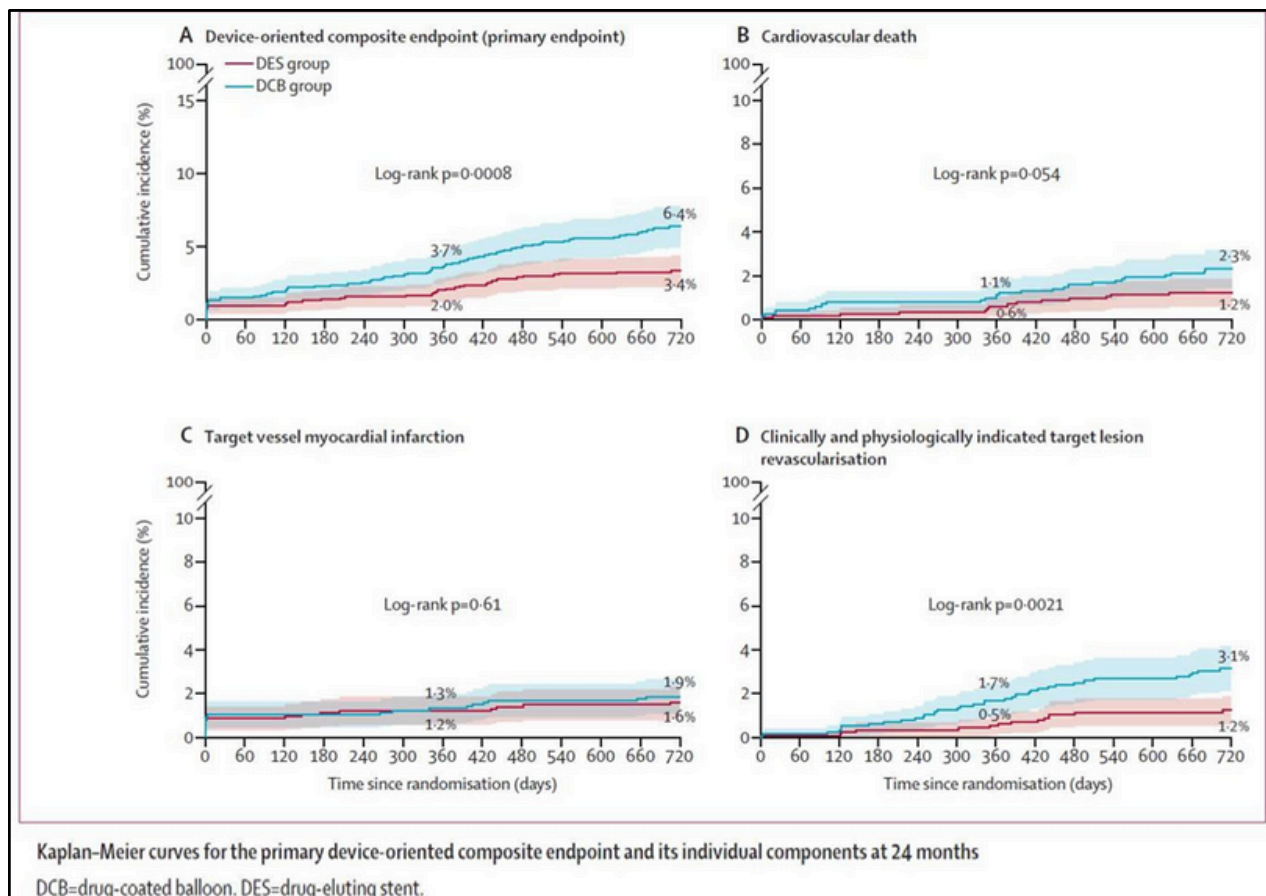 A Device-oriented composite endpoint (primary endpoint)
DES group
DCB group
Cumulative incidence (%)
100
15
10
5
0
Log-rank p=0·0008
3·7%
6·4%
2·0%
3·4%
0 60 120 180 240 300 360 420 480 540 600 660 720
B Cardiovascular death
100
10
8
6
4
2
0
Log-rank p=0·054
1·1%
2·3%
0·6%
1·2%
0 60 120 180 240 300 360 420 480 540 600 660 720
C Target vessel myocardial infarction
Cumulative incidence (%)
100
10
8
6
4
2
0
Log-rank p=0·61
1·3%
1·9%
1·2%
1·6%
0 60 120 180 240 300 360 420 480 540 600 660 720
Time since randomisation (days)
D Clinically and physiologically indicated target lesion
revascularisation
100
10
8
6
4
2
0
Log-rank p=0·0021
1·7%
3·1%
0·5%
1·2%
0 60 120 180 240 300 360 420 480 540 600 660 720
Time since randomisation (days)
Kaplan–Meier curves for the primary device-oriented composite endpoint and its individual components at 24 months
DCB=drug-coated balloon. DES=drug-eluting stent.